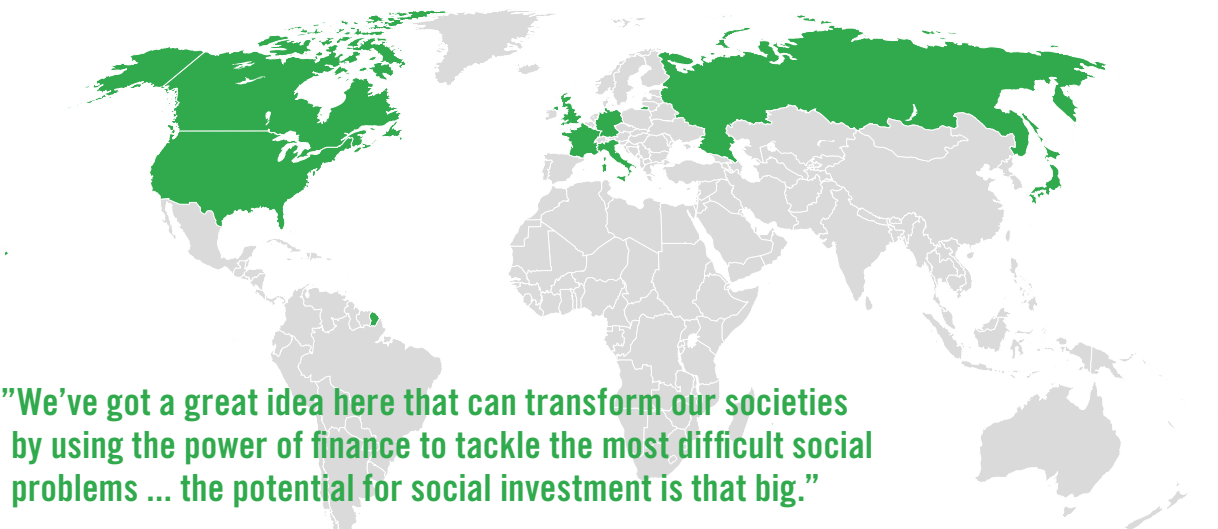 ”We’ve got a great idea here that can transform our societies
by using the power of finance to tackle the most difficult social
problems ... the potential for social investment is that big.”